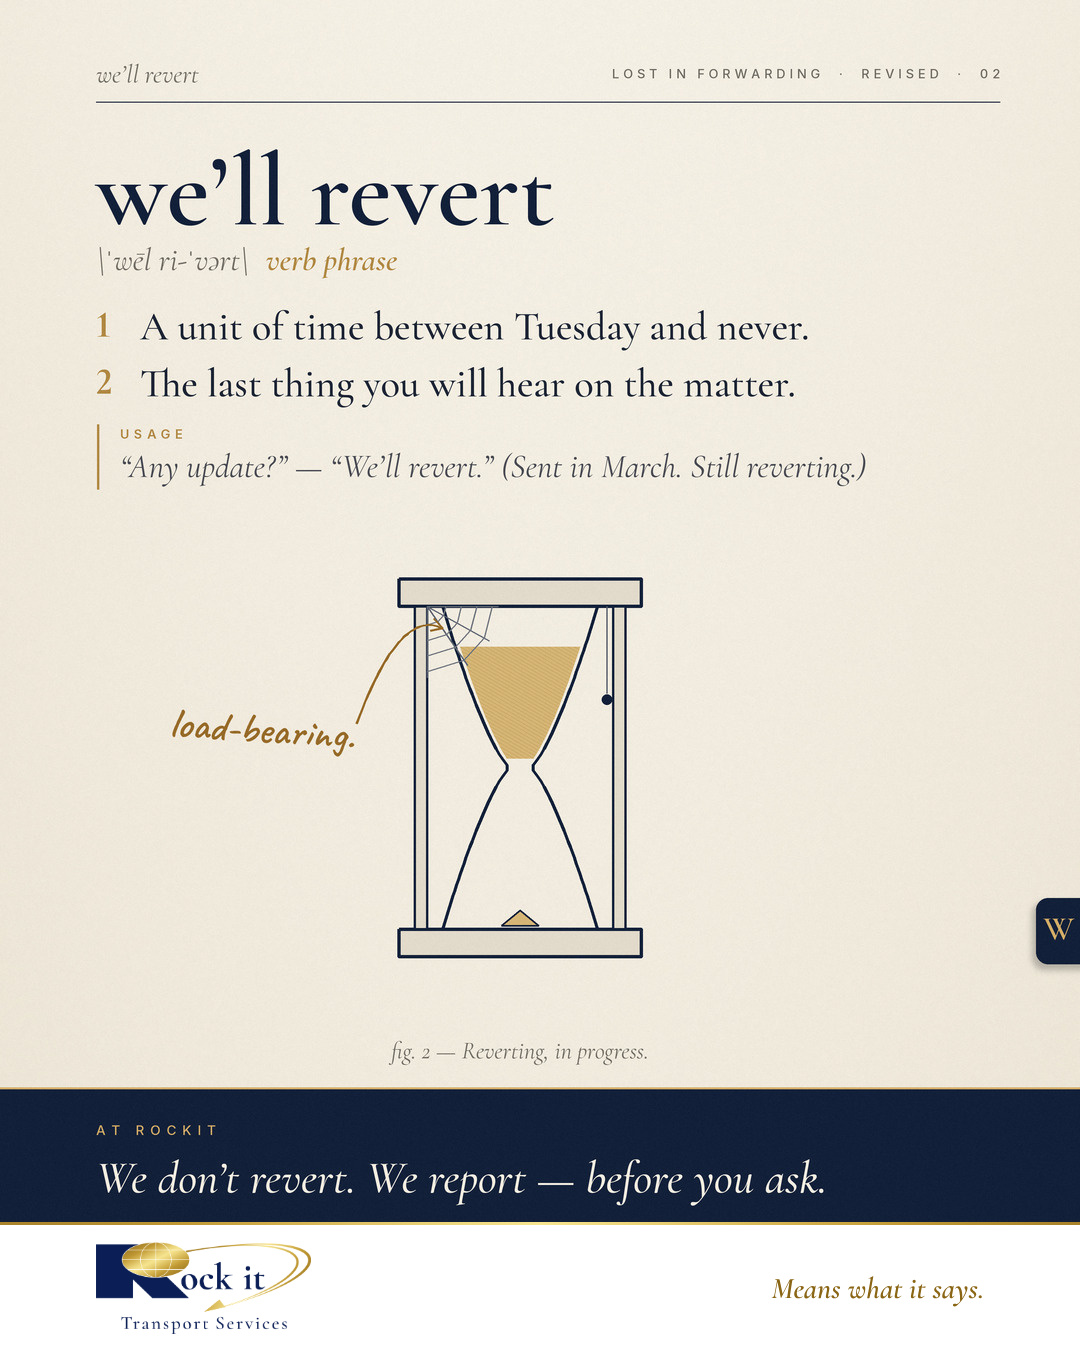 we’ll revert
LOST IN FORWARDING · REVISED · 02
we’ll revert
\ˈwēl ri-ˈvərt\ verb phrase
1 A unit of time between Tuesday and never.
2 The last thing you will hear on the matter.
USAGE
“Any update?” — “We’ll revert.” (Sent in March. Still reverting.)
load-bearing.
W
fig. 2 — Reverting, in progress.
AT ROCKIT
We don’t revert. We report — before you ask.
Rock it
Transport Services
Means what it says.